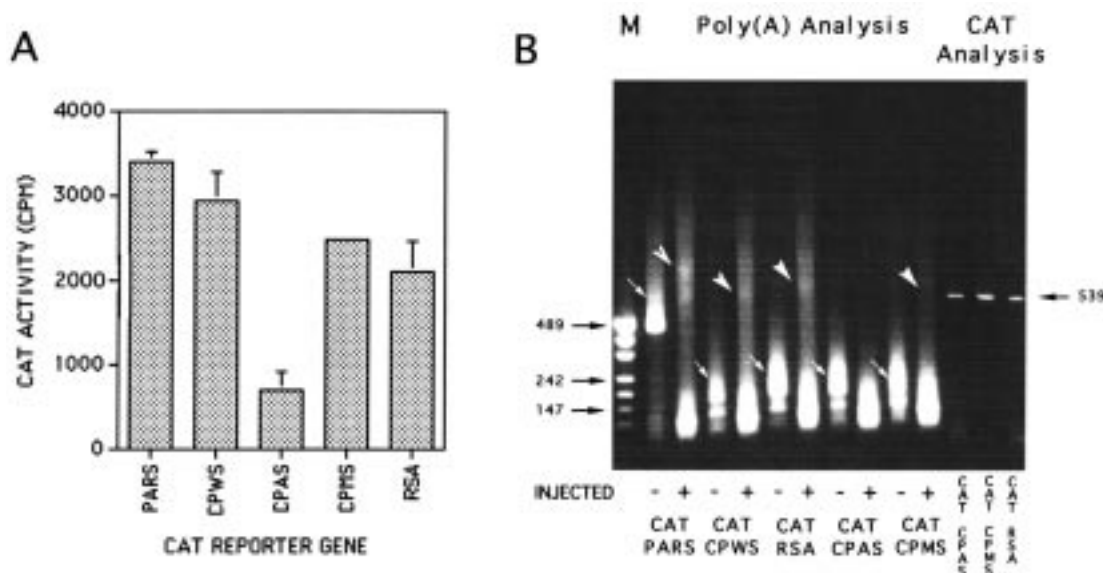 A
4000
3000
2000
1000
0
CAT ACTIVITY (CPM)
PARS
CPWS
CPAS
CPMS
RSA
CAT REPORTER GENE
B
M
Poly(A) Analysis
CAT
Analysis
489
242
147
539
INJECTED
- + - + - + - + - +
CAT PARS
CAT CPWS
CAT RSA
CAT CPAS
CAT CPMS
CAT CPAS
CAT CPMS
CAT RSA